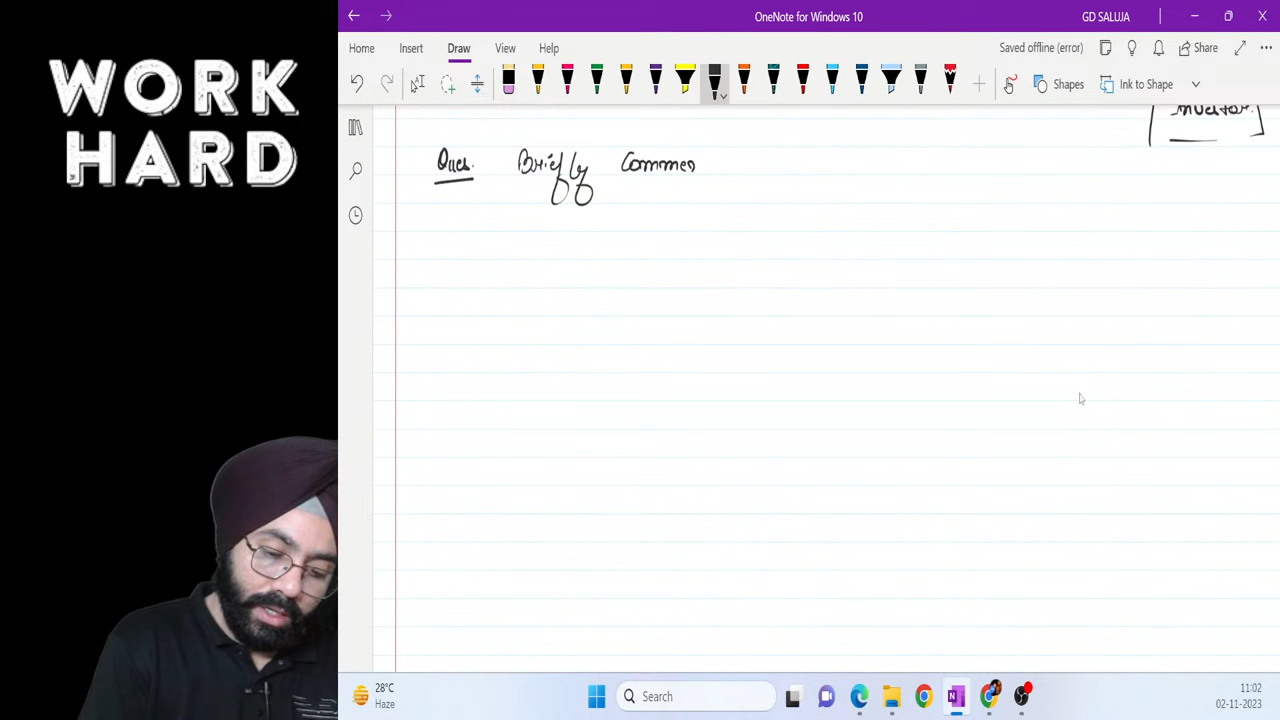 OneNote for Windows 10
GD SALUJA
WORK
HARD
Home
Insert
Draw
View
Help
Saved offline (error)
Share
Shapes
Ink to Shape
Ques. Briefly Commen
28°C
Haze
Search
11:02
02-11-2023